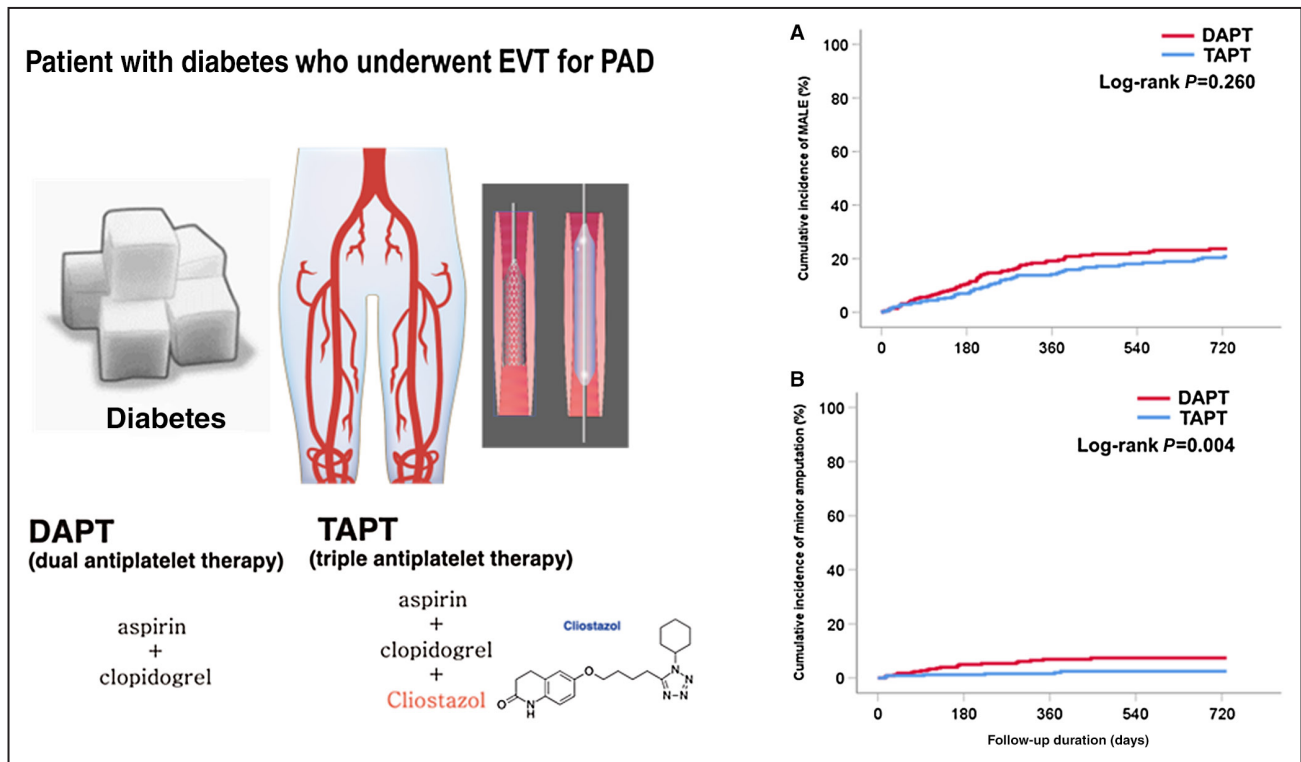 Patient with diabetes who underwent EVT for PAD
Diabetes
DAPT
(dual antiplatelet therapy)
aspirin
+
clopidogrel
TAPT
(triple antiplatelet therapy)
aspirin
+
clopidogrel
+
Cliostazol
Cliostazol
O
N
H
O
N
N
N
N
A
Cumulative incidence of MALE (%)
100
80
60
40
20
0
0 180 360 540 720
DAPT
TAPT
Log-rank P=0.260
B
Cumulative incidence of minor amputation (%)
100
80
60
40
20
0
0 180 360 540 720
DAPT
TAPT
Log-rank P=0.004
Follow-up duration (days)